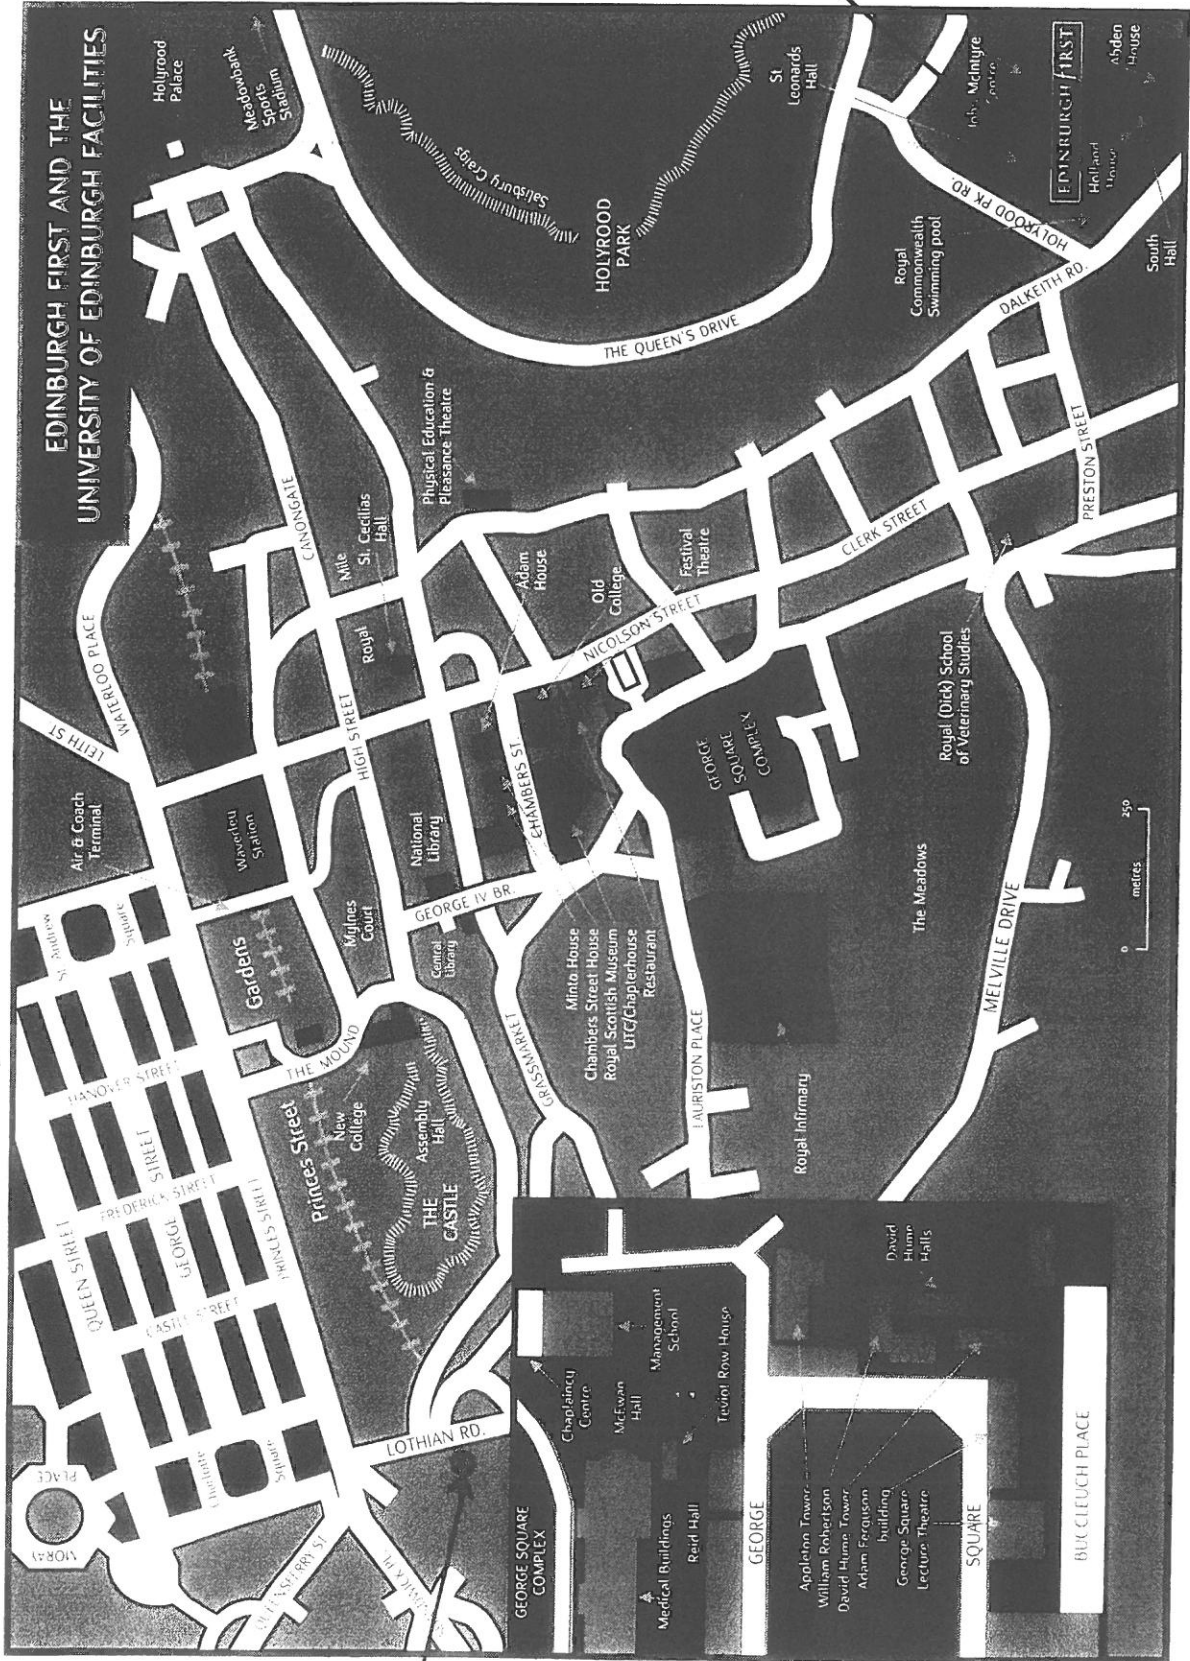 EDINBURGH FIRST AND THE
UNIVERSITY OF EDINBURGH FACILITIES
Holyrood
Palace
Meadowbank
Sports
Stadium
Salisbury Craigs
HOLYROOD
PARK
THE QUEEN'S DRIVE
St
Leonards
Hall
John McIntyre
Centre
EDINBURGH FIRST
Abden
House
Holland
House
HOLYROOD PK RD.
Royal
Commonwealth
Swimming pool
DALKEITH RD.
South
Hall
PRESTON STREET
CLERK STREET
WATERLOO PLACE
LEITH ST
CANONGATE
Mile
St. Cecilias
Hall
Royal
Physical Education &
Pleasance Theatre
Adam
House
Old
College
Festival
Theatre
NICOLSON STREET
HIGH STREET
CHAMBERS ST.
Air & Coach
Terminal
Waverley
Station
National
Library
Mylnes
Court
GEORGE IV BR.
Central
Library
GEORGE
SQUARE
COMPLEX
Royal (Dick) School
of Veterinary Studies
The Meadows
MELVILLE DRIVE
0 metres 250
St Andrew
Square
Gardens
HANOVER STREET
THE MOUND
Princes Street
New
College
Assembly
Hall
THE
CASTLE
GRASSMARKET
Minto House
Chambers Street House
Royal Scottish Museum
UTC/Chapterhouse
Restaurant
LAURISTON PLACE
Royal Infirmary
QUEEN STREET
FREDERICK STREET
GEORGE STREET
CASTLE STREET
PRINCES STREET
Charlotte
Square
MORAY
PLACE
QUEENSFERRY ST
LOTHIAN RD.
GEORGE SQUARE
COMPLEX
Chaplaincy
Centre
McEwan
Hall
Management
School
Teviot Row House
Medical Buildings
Reid Hall
GEORGE
SQUARE
David
Hume
Halls
Appleton Tower
William Robertson
David Hume Tower
Adam Ferguson
building
George Square
Lecture Theatre
BUCCLEUCH PLACE